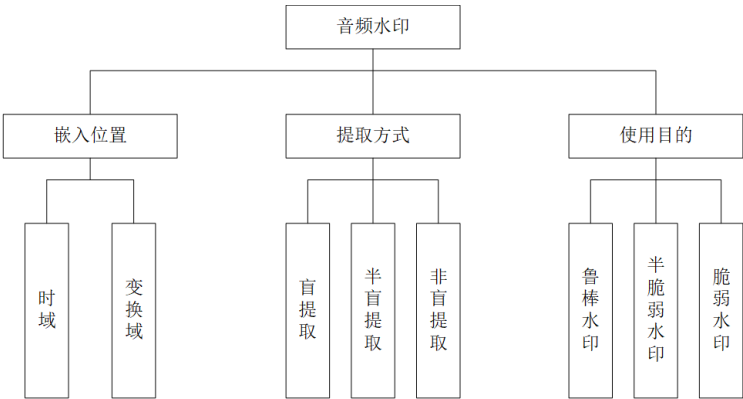 音频水印
嵌入位置
提取方式
使用目的
时域
变换域
盲提取
半盲提取
非盲提取
鲁棒水印
半脆弱水印
脆弱水印